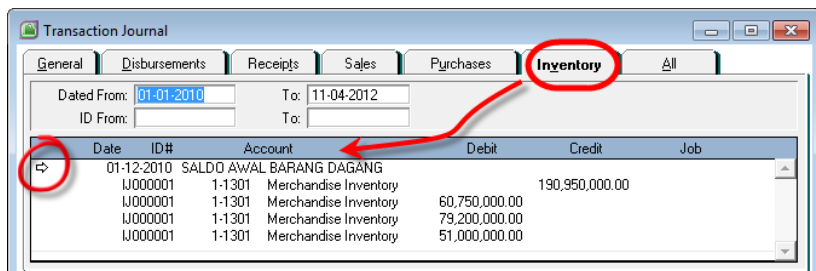 Transaction Journal
General Disbursements Receipts Sales Purchases Inventory All
Dated From: 01-01-2010 To: 11-04-2012
ID From: To:
Date ID# Account Debit Credit Job
01-12-2010 SALDO AWAL BARANG DAGANG
IJ000001 1-1301 Merchandise Inventory 190,950,000.00
IJ000001 1-1301 Merchandise Inventory 60,750,000.00
IJ000001 1-1301 Merchandise Inventory 79,200,000.00
IJ000001 1-1301 Merchandise Inventory 51,000,000.00